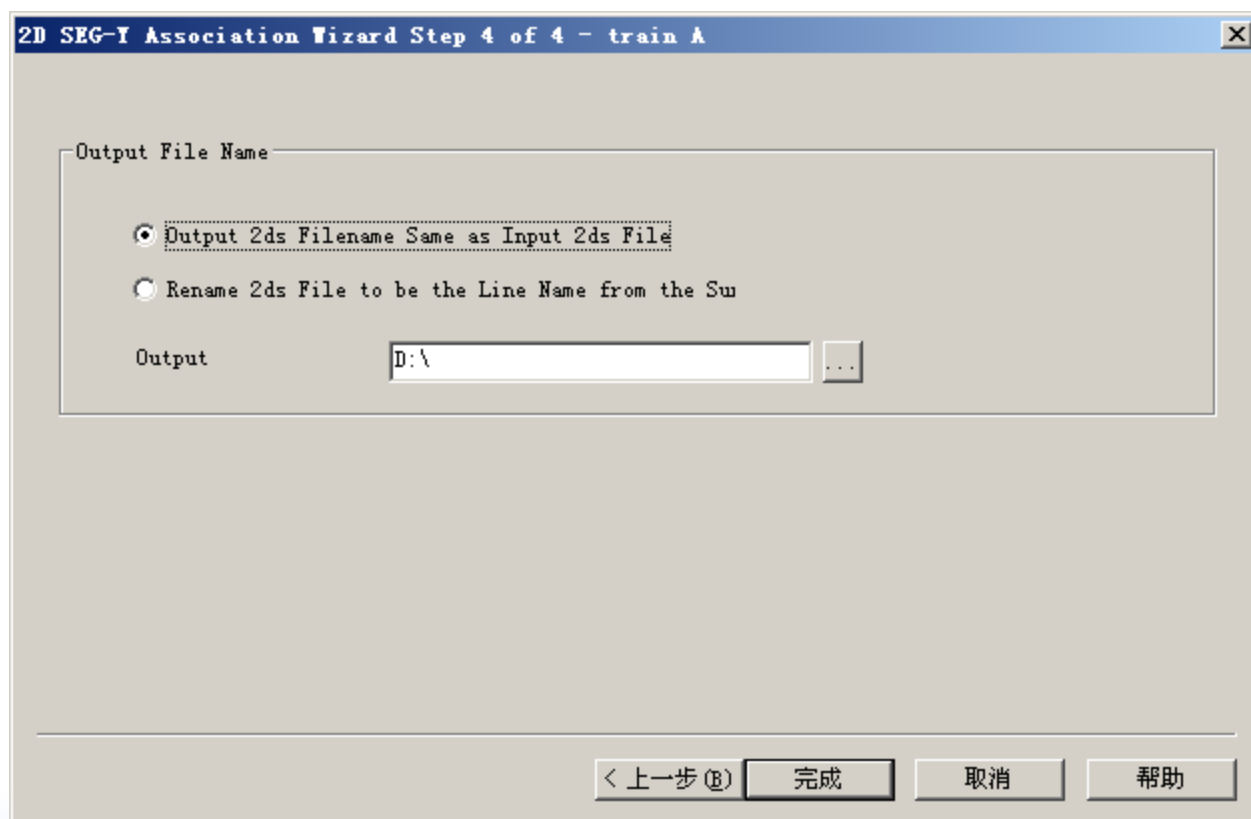 2D SEG-Y Association Wizard Step 4 of 4 - train A
Output File Name
Output 2ds Filename Same as Input 2ds File
Rename 2ds File to be the Line Name from the Su
Output
D:\
...
< 上一步(B)
完成
取消
帮助